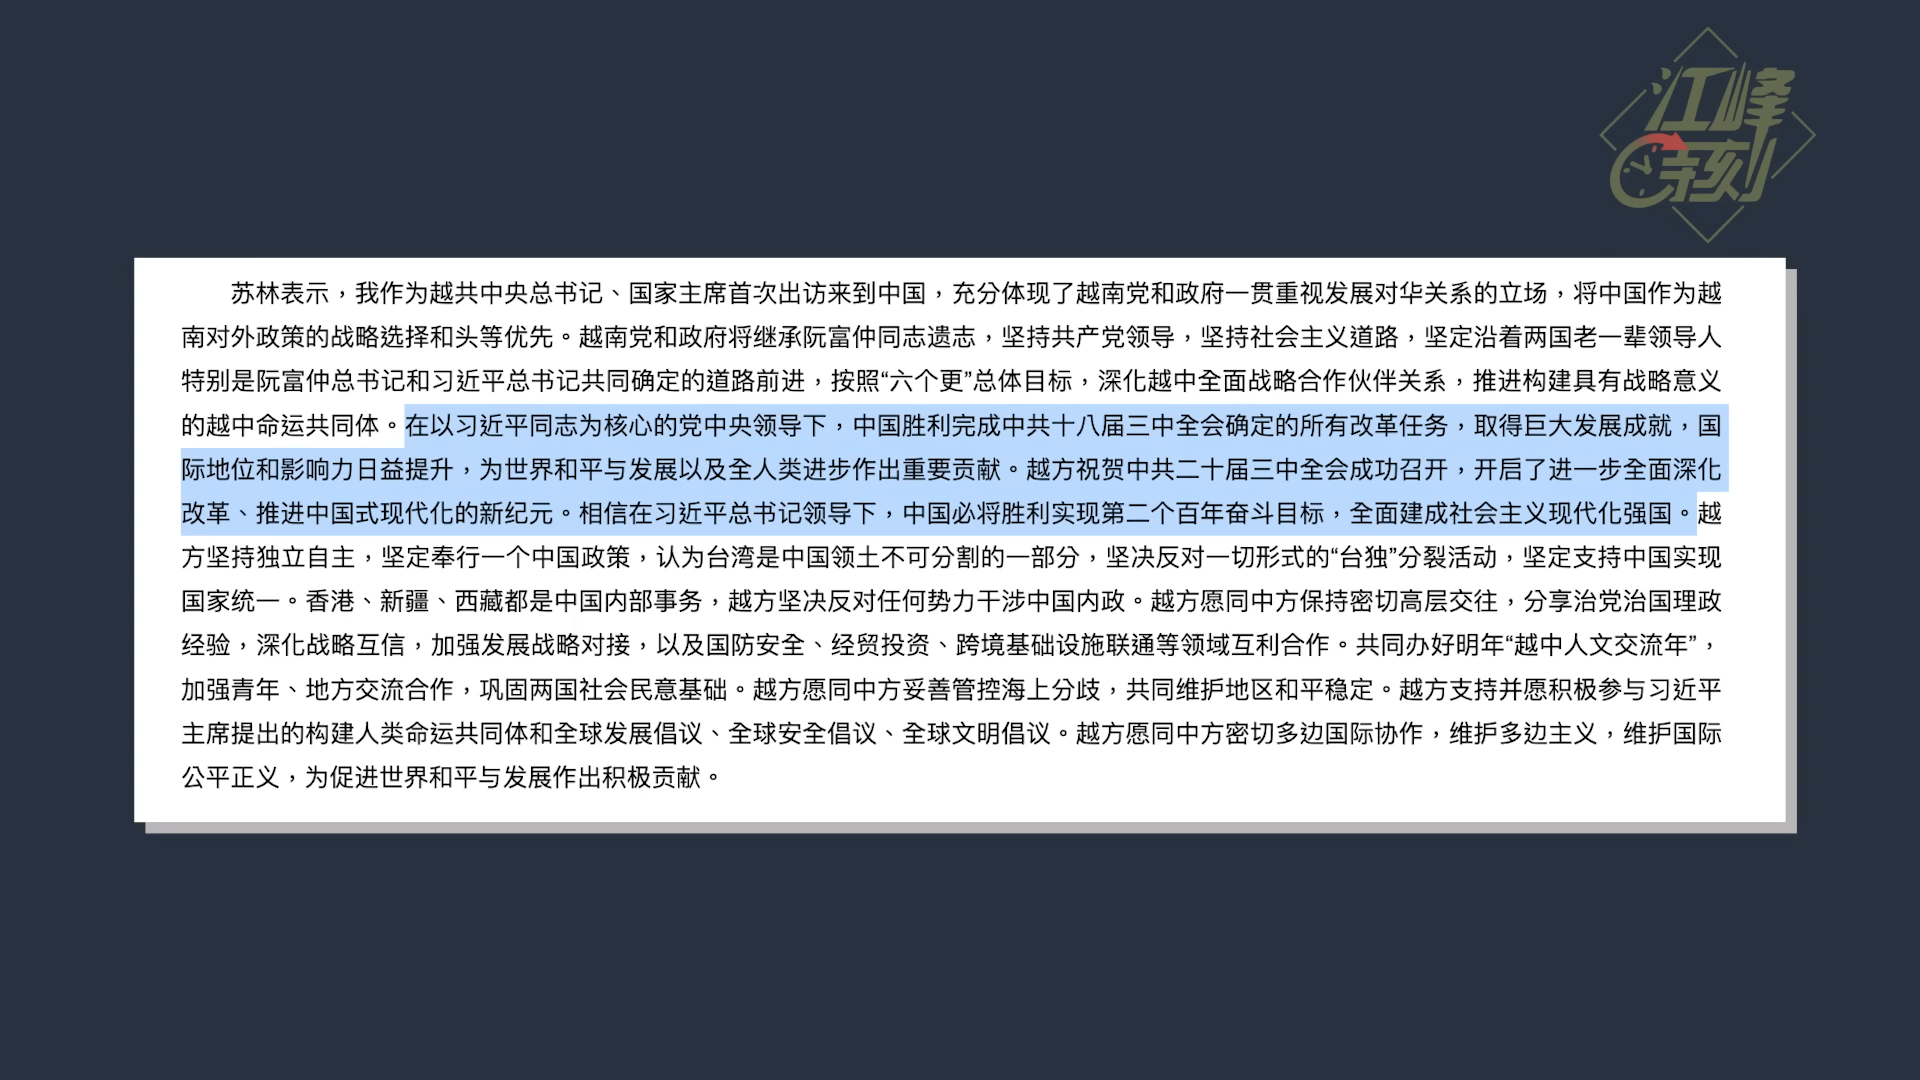 江峰
时刻
苏林表示，我作为越共中央总书记、国家主席首次出访来到中国，充分体现了越南党和政府一贯重视发展对华关系的立场，将中国作为越
南对外政策的战略选择和头等优先。越南党和政府将继承阮富仲同志遗志，坚持共产党领导，坚持社会主义道路，坚定沿着两国老一辈领导人
特别是阮富仲总书记和习近平总书记共同确定的道路前进，按照“六个更”总体目标，深化越中全面战略合作伙伴关系，推进构建具有战略意义
的越中命运共同体。在以习近平同志为核心的党中央领导下，中国胜利完成中共十八届三中全会确定的所有改革任务，取得巨大发展成就，国
际地位和影响力日益提升，为世界和平与发展以及全人类进步作出重要贡献。越方祝贺中共二十届三中全会成功召开，开启了进一步全面深化
改革、推进中国式现代化的新纪元。相信在习近平总书记领导下，中国必将胜利实现第二个百年奋斗目标，全面建成社会主义现代化强国。越
方坚持独立自主，坚定奉行一个中国政策，认为台湾是中国领土不可分割的一部分，坚决反对一切形式的“台独”分裂活动，坚定支持中国实现
国家统一。香港、新疆、西藏都是中国内部事务，越方坚决反对任何势力干涉中国内政。越方愿同中方保持密切高层交往，分享治党治国理政
经验，深化战略互信，加强发展战略对接，以及国防安全、经贸投资、跨境基础设施联通等领域互利合作。共同办好明年“越中人文交流年”，
加强青年、地方交流合作，巩固两国社会民意基础。越方愿同中方妥善管控海上分歧，共同维护地区和平稳定。越方支持并愿积极参与习近平
主席提出的构建人类命运共同体和全球发展倡议、全球安全倡议、全球文明倡议。越方愿同中方密切多边国际协作，维护多边主义，维护国际
公平正义，为促进世界和平与发展作出积极贡献。